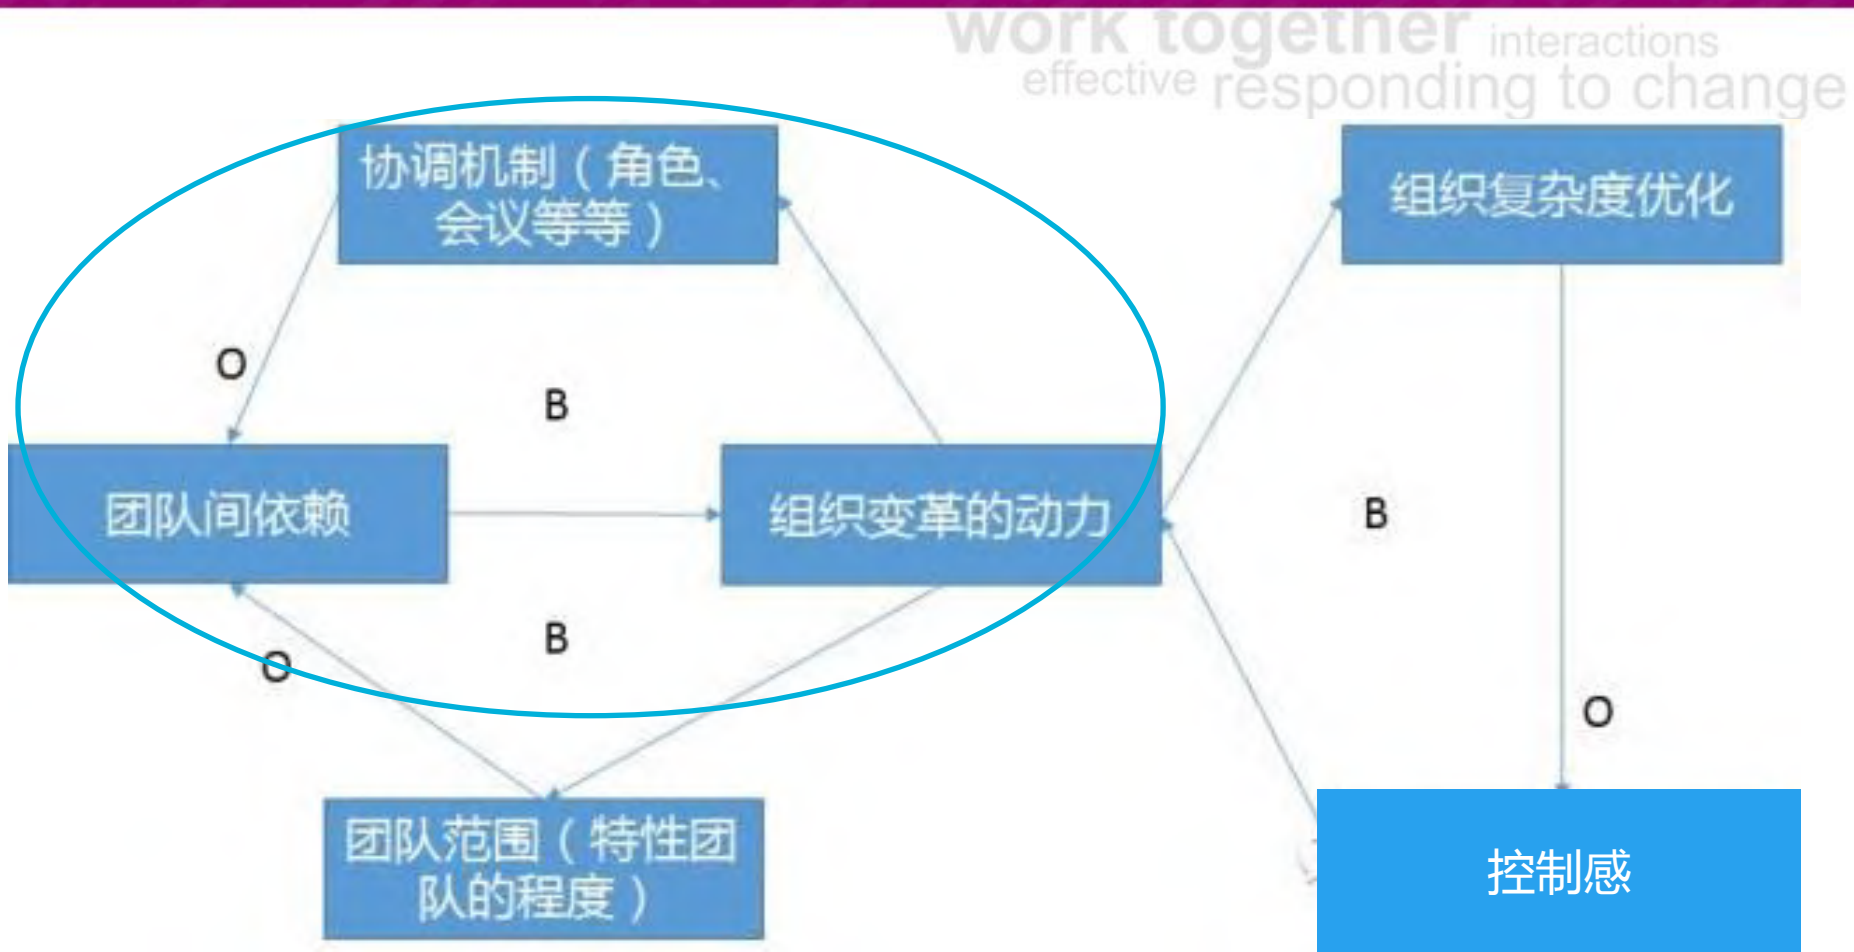 work together interactions
effective responding to change
协调机制（角色、
会议等等）
组织复杂度优化
O
B
团队间依赖
组织变革的动力
B
B
O
O
团队范围（特性团
队的程度）
控制感